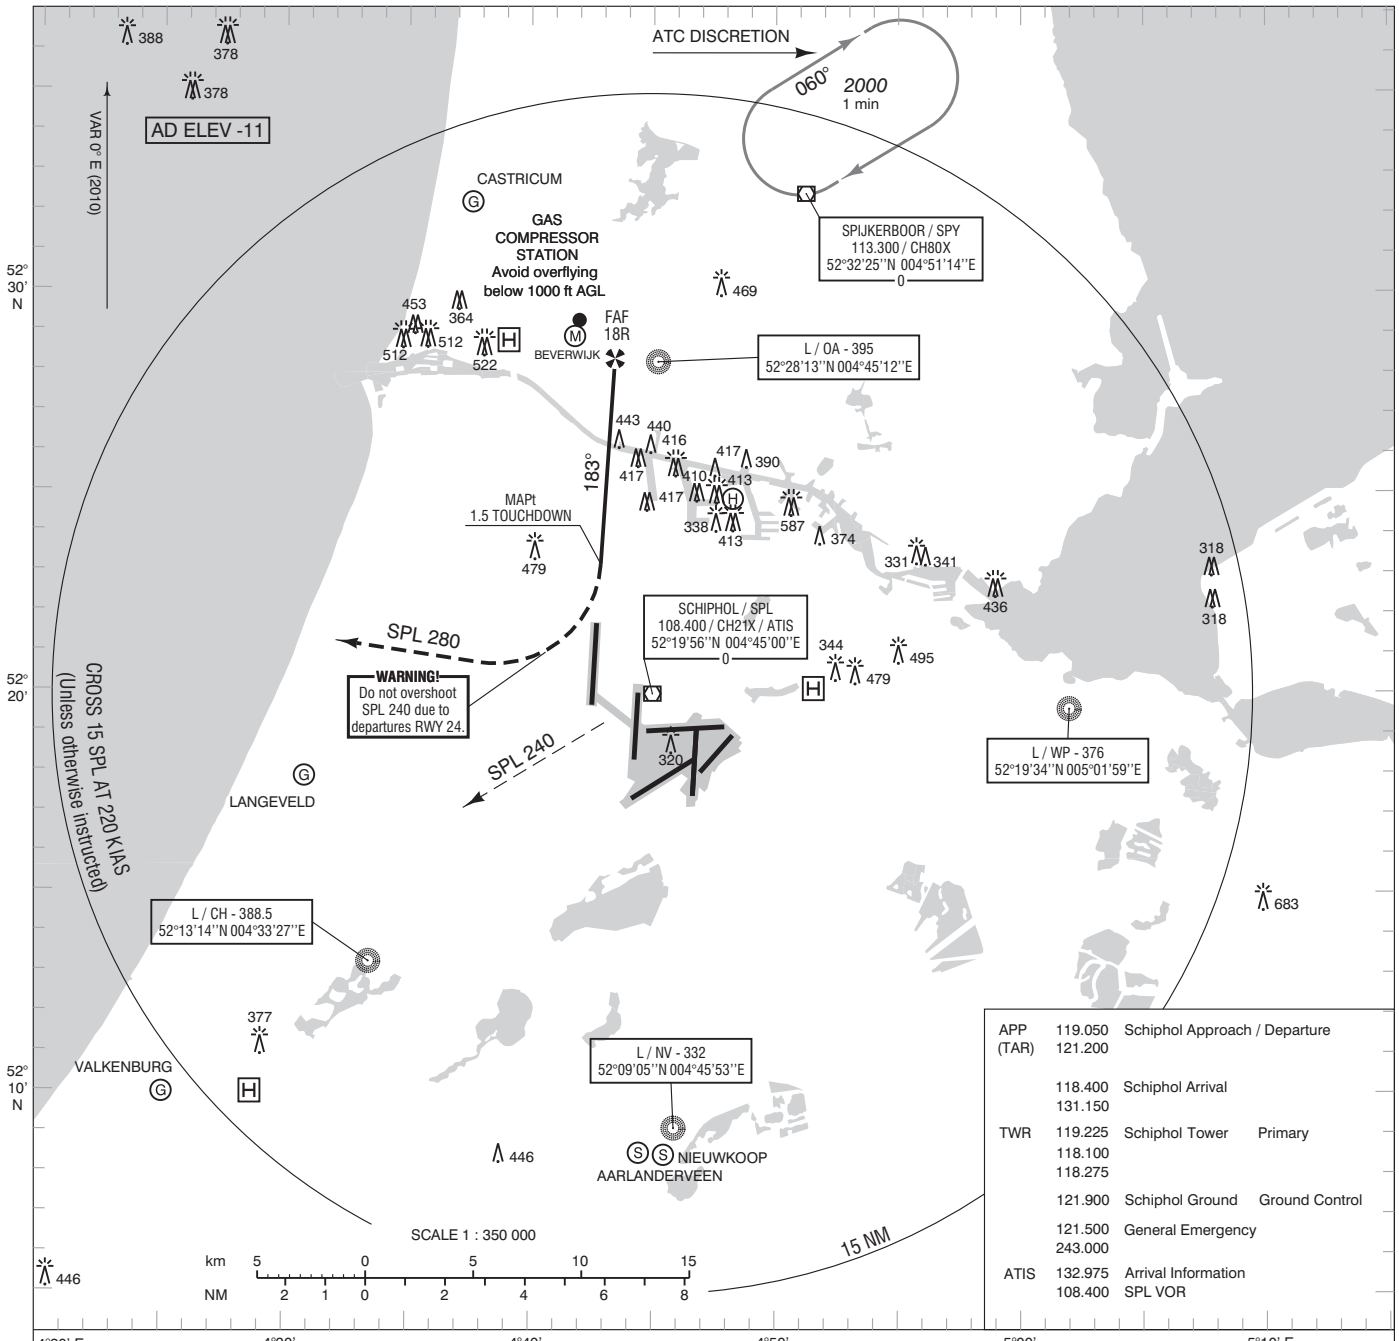 388
378
378
AD ELEV -11
VAR 0° E (2010)
ATC DISCRETION
060°
2000
1 min
CASTRICUM
G
GAS
COMPRESSOR
STATION
Avoid overflying
below 1000 ft AGL
SPIJKERBOOR / SPY
113.300 / CH80X
52°32'25''N 004°51'14''E
0
52°
30'
N
469
453
364
512
512
522
H
M
BEVERWIJK
FAF
18R
L / OA - 395
52°28'13''N 004°45'12''E
443
440
416
417
390
417
410
413
417
H
338
413
587
374
183°
MAPt
1.5 TOUCHDOWN
479
331
341
436
318
318
SCHIPHOL / SPL
108.400 / CH21X / ATIS
52°19'56''N 004°45'00''E
0
344
495
479
H
SPL 280
WARNING!
Do not overshoot
SPL 240 due to
departures RWY 24.
SPL 240
320
52°
20'
N
CROSS 15 SPL AT 220 KIAS
(Unless otherwise instructed)
L / WP - 376
52°19'34''N 005°01'59''E
G
LANGEVELD
L / CH - 388.5
52°13'14''N 004°33'27''E
683
377
VALKENBURG
G
H
52°
10'
N
L / NV - 332
52°09'05''N 004°45'53''E
446
S
S
NIEUWKOOP
AARLANDERVEEN
446
15 NM
SCALE 1 : 350 000
km 5 0 5 10 15
NM 2 1 0 2 4 6 8
APP 119.050 Schiphol Approach / Departure
(TAR) 121.200
118.400 Schiphol Arrival
131.150
TWR 119.225 Schiphol Tower Primary
118.100
118.275
121.900 Schiphol Ground Ground Control
121.500 General Emergency
243.000
ATIS 132.975 Arrival Information
108.400 SPL VOR